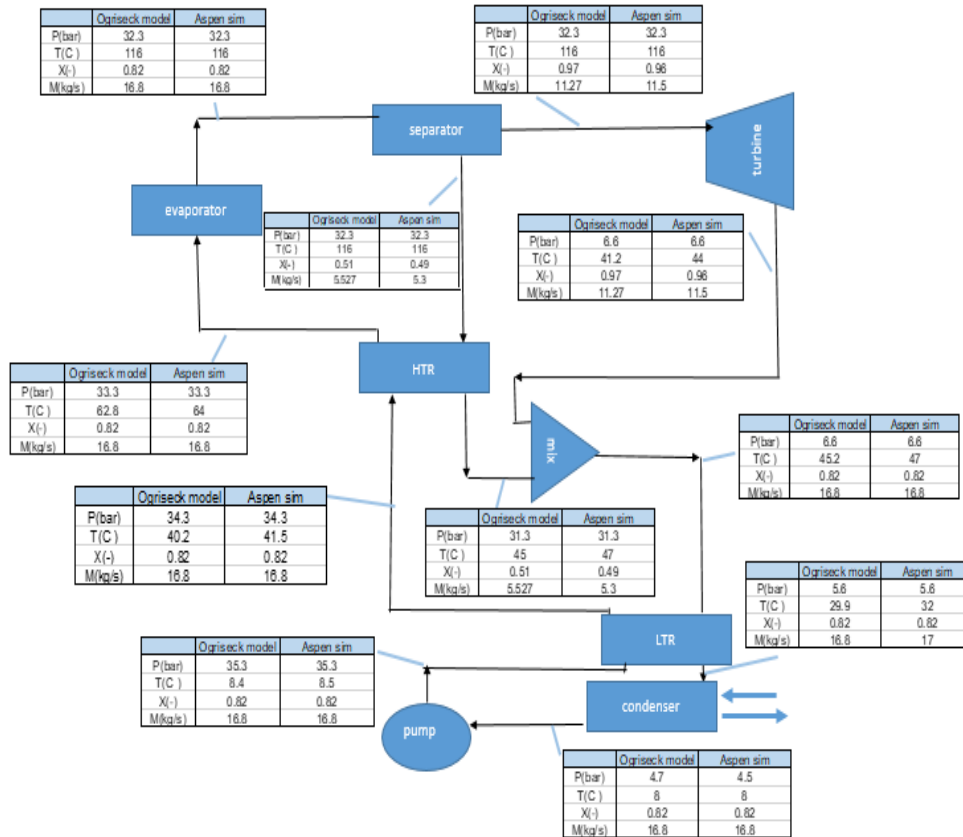 Ogriseck model Aspen sim
P(bar) 32.3 32.3
T(C ) 116 116
X(-) 0.82 0.82
M(kg/s) 16.8 16.8
Ogriseck model Aspen sim
P(bar) 32.3 32.3
T(C ) 116 116
X(-) 0.97 0.96
M(kg/s) 11.27 11.5
separator
turbine
evaporator
Ogriseck model Aspen sim
P(bar) 32.3 32.3
T(C ) 116 116
X(-) 0.51 0.49
M(kg/s) 5.527 5.3
Ogriseck model Aspen sim
P(bar) 6.6 6.6
T(C ) 41.2 44
X(-) 0.97 0.96
M(kg/s) 11.27 11.5
HTR
Ogriseck model Aspen sim
P(bar) 33.3 33.3
T(C ) 62.8 64
X(-) 0.82 0.82
M(kg/s) 16.8 16.8
mix
Ogriseck model Aspen sim
P(bar) 6.6 6.6
T(C ) 45.2 47
X(-) 0.82 0.82
M(kg/s) 16.8 16.8
Ogriseck model Aspen sim
P(bar) 34.3 34.3
T(C ) 40.2 41.5
X(-) 0.82 0.82
M(kg/s) 16.8 16.8
Ogriseck model Aspen sim
P(bar) 31.3 31.3
T(C ) 45 47
X(-) 0.51 0.49
M(kg/s) 5.527 5.3
Ogriseck model Aspen sim
P(bar) 5.6 5.6
T(C ) 29.9 32
X(-) 0.82 0.82
M(kg/s) 16.8 17
LTR
Ogriseck model Aspen sim
P(bar) 35.3 35.3
T(C ) 8.4 8.5
X(-) 0.82 0.82
M(kg/s) 16.8 16.8
condenser
pump
Ogriseck model Aspen sim
P(bar) 4.7 4.5
T(C ) 8 8
X(-) 0.82 0.82
M(kg/s) 16.8 16.8